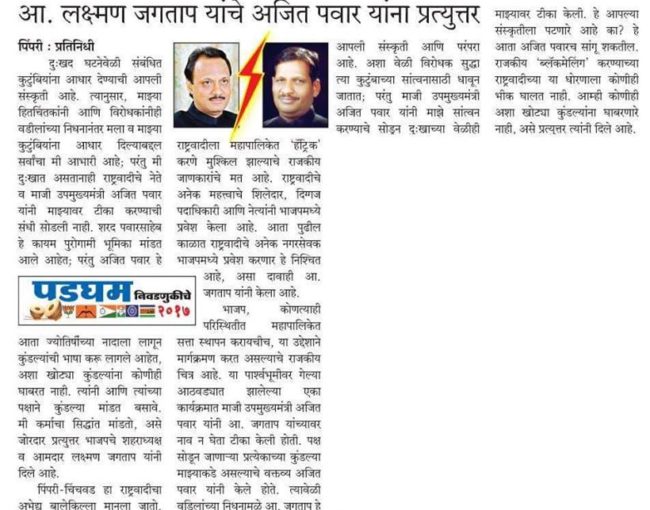 आ. लक्ष्मण जगताप यांचे अजित पवार यांना प्रत्युत्तर
पिंपरी : प्रतिनिधी
दुःखद घटनेवेळी संबंधित
कुटुंबियांना आधार देण्याची आपली
संस्कृती आहे. त्यानुसार, माझ्या
हितचिंतकांनी आणि विरोधकांनीही
वडीलांच्या निधनानंतर मला व माझ्या
कुटुंबियांना आधार दिल्याबद्दल
सर्वांचा मी आभारी आहे; परंतु मी
दुःखात असतानाही राष्ट्रवादीचे नेते
व माजी उपमुख्यमंत्री अजित पवार
यांनी माझ्यावर टीका करण्याची
संधी सोडली नाही. शरद पवारसाहेब
हे कायम पुरोगामी भूमिका मांडत
आले आहेत; परंतु अजित पवार हे
पडघम निवडणुकीचे
२०१७
आता ज्योतिषींच्या नादाला लागून
कुंडल्यांची भाषा करू लागले आहेत,
अशा खोट्या कुंडल्यांना कोणीही
घाबरत नाही. त्यांनी आणि त्यांच्या
पक्षाने कुंडल्या मांडत बसावे.
मी कर्माचा सिद्धांत मांडतो, असे
जोरदार प्रत्युत्तर भाजपचे शहराध्यक्ष
व आमदार लक्ष्मण जगताप यांनी
दिले आहे.
पिंपरी-चिंचवड हा राष्ट्रवादीचा
अभेद्य बालेकिल्ला मानला जातो.
राष्ट्रवादीला महापालिकेत 'हॅट्रिक'
करणे मुश्किल झाल्याचे राजकीय
जाणकारांचे मत आहे. राष्ट्रवादीचे
अनेक महत्त्वाचे शिलेदार, दिग्गज
पदाधिकारी आणि नेत्यांनी भाजपमध्ये
प्रवेश केला आहे. आता पुढील
काळात राष्ट्रवादीचे अनेक नगरसेवक
भाजपमध्ये प्रवेश करणार हे निश्चित
आहे, असा दावाही आ.
जगताप यांनी केला आहे.
भाजप, कोणत्याही
परिस्थितीत महापालिकेत
सत्ता स्थापन करायचीच, या उद्देशाने
मार्गक्रमण करत असल्याचे राजकीय
चित्र आहे. या पार्श्वभूमीवर गेल्या
आठवड्यात झालेल्या एका
कार्यक्रमात माजी उपमुख्यमंत्री अजित
पवार यांनी आ. जगताप यांच्यावर
नाव न घेता टीका केली होती. पक्ष
सोडून जाणाऱ्या प्रत्येकाच्या कुंडल्या
माझ्याकडे असल्याचे वक्तव्य अजित
पवार यांनी केले होते. त्यावेळी
वडिलांच्या निधनामुळे आ. जगताप हे
आपली संस्कृती आणि परंपरा
आहे. अशा वेळी विरोधक सुद्धा
त्या कुटुंबाच्या सांत्वनासाठी धावून
जातात; परंतु माजी उपमुख्यमंत्री
अजित पवार यांनी माझे सांत्वन
करण्याचे सोडून दुःखाच्या वेळीही
माझ्यावर टीका केली. हे आपल्या
संस्कृतीला पटणारे आहे का? हे
आता अजित पवारच सांगू शकतील.
राजकीय 'ब्लॅकमेलिंग' करण्याच्या
राष्ट्रवादीच्या या धोरणाला कोणीही
भीक घालत नाही. आम्ही कोणीही
अशा खोट्या कुंडल्यांना घाबरणारे
नाही, असे प्रत्युत्तर त्यांनी दिले आहे.